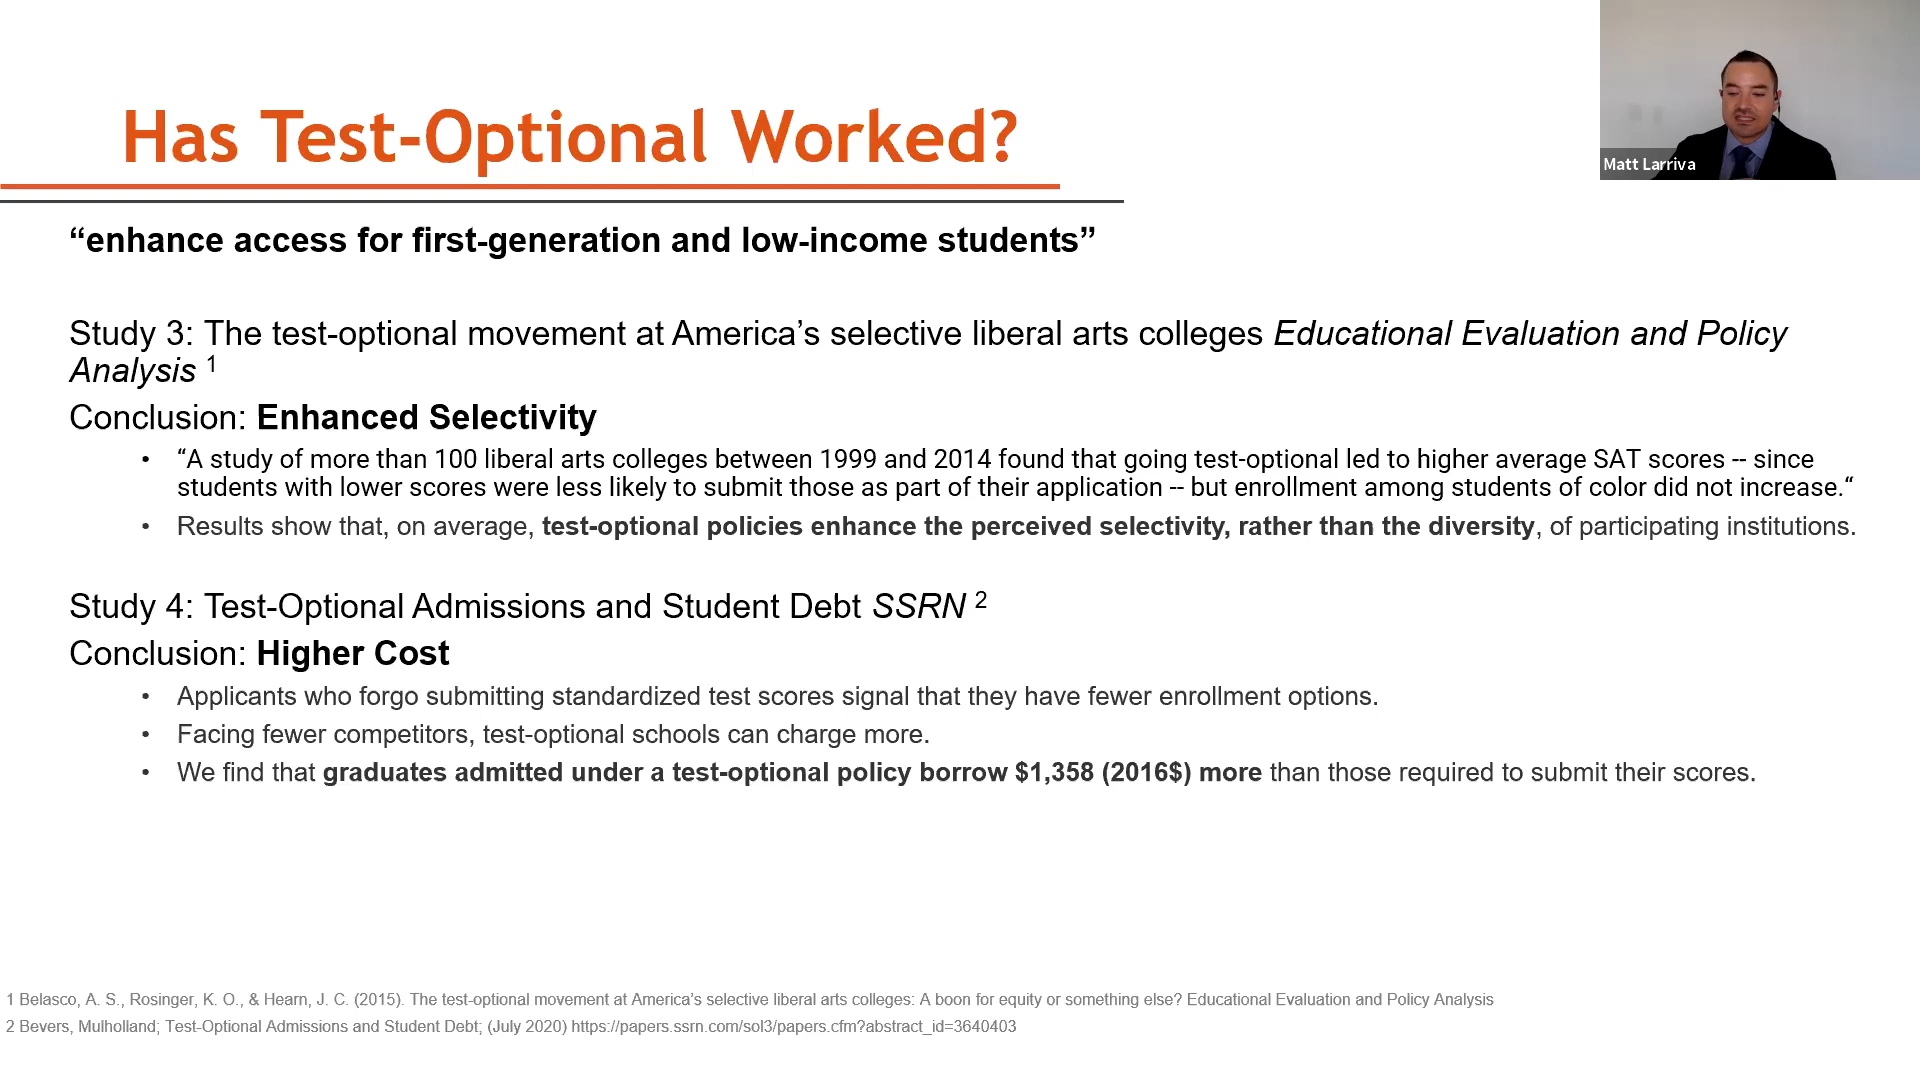 Has Test-Optional Worked?
Matt Larriva
“enhance access for first-generation and low-income students”
Study 3: The test-optional movement at America’s selective liberal arts colleges Educational Evaluation and Policy
Analysis 1
Conclusion: Enhanced Selectivity
• “A study of more than 100 liberal arts colleges between 1999 and 2014 found that going test-optional led to higher average SAT scores -- since
students with lower scores were less likely to submit those as part of their application -- but enrollment among students of color did not increase.“
• Results show that, on average, test-optional policies enhance the perceived selectivity, rather than the diversity, of participating institutions.
Study 4: Test-Optional Admissions and Student Debt SSRN 2
Conclusion: Higher Cost
• Applicants who forgo submitting standardized test scores signal that they have fewer enrollment options.
• Facing fewer competitors, test-optional schools can charge more.
• We find that graduates admitted under a test-optional policy borrow $1,358 (2016$) more than those required to submit their scores.
1 Belasco, A. S., Rosinger, K. O., & Hearn, J. C. (2015). The test-optional movement at America’s selective liberal arts colleges: A boon for equity or something else? Educational Evaluation and Policy Analysis
2 Bevers, Mulholland; Test-Optional Admissions and Student Debt; (July 2020) https://papers.ssrn.com/sol3/papers.cfm?abstract_id=3640403